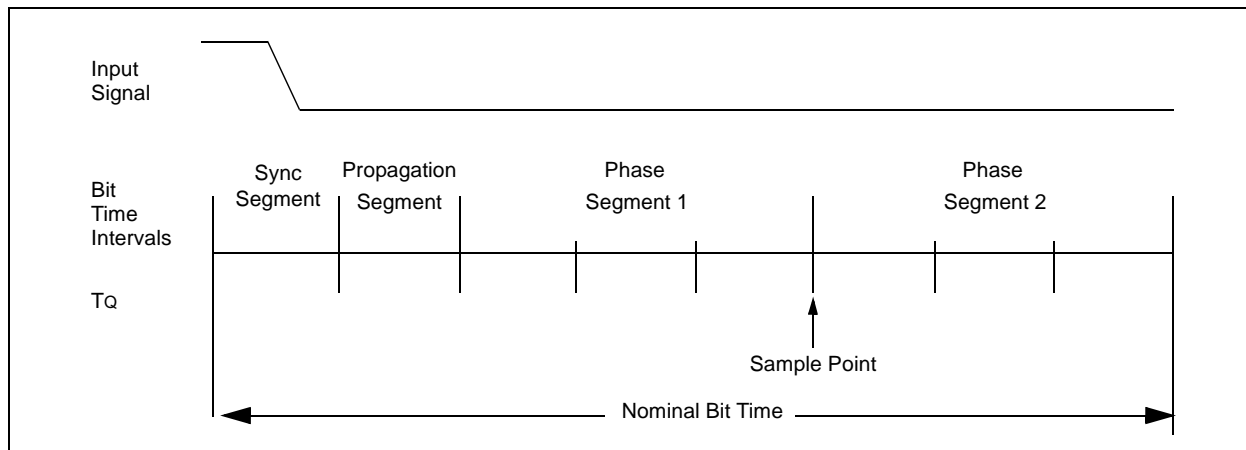 Input
Signal
Sync
Segment
Propagation
Segment
Phase
Segment 1
Phase
Segment 2
Bit
Time
Intervals
TQ
Sample Point
Nominal Bit Time